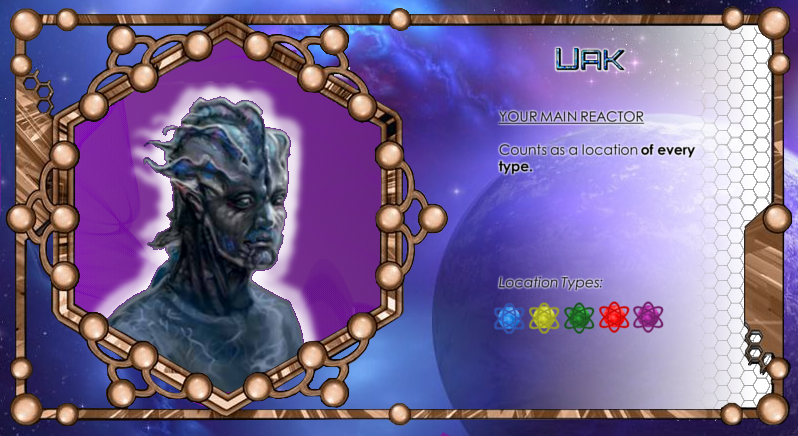 UAK
YOUR MAIN REACTOR
Counts as a location of every
type.
Location Types: